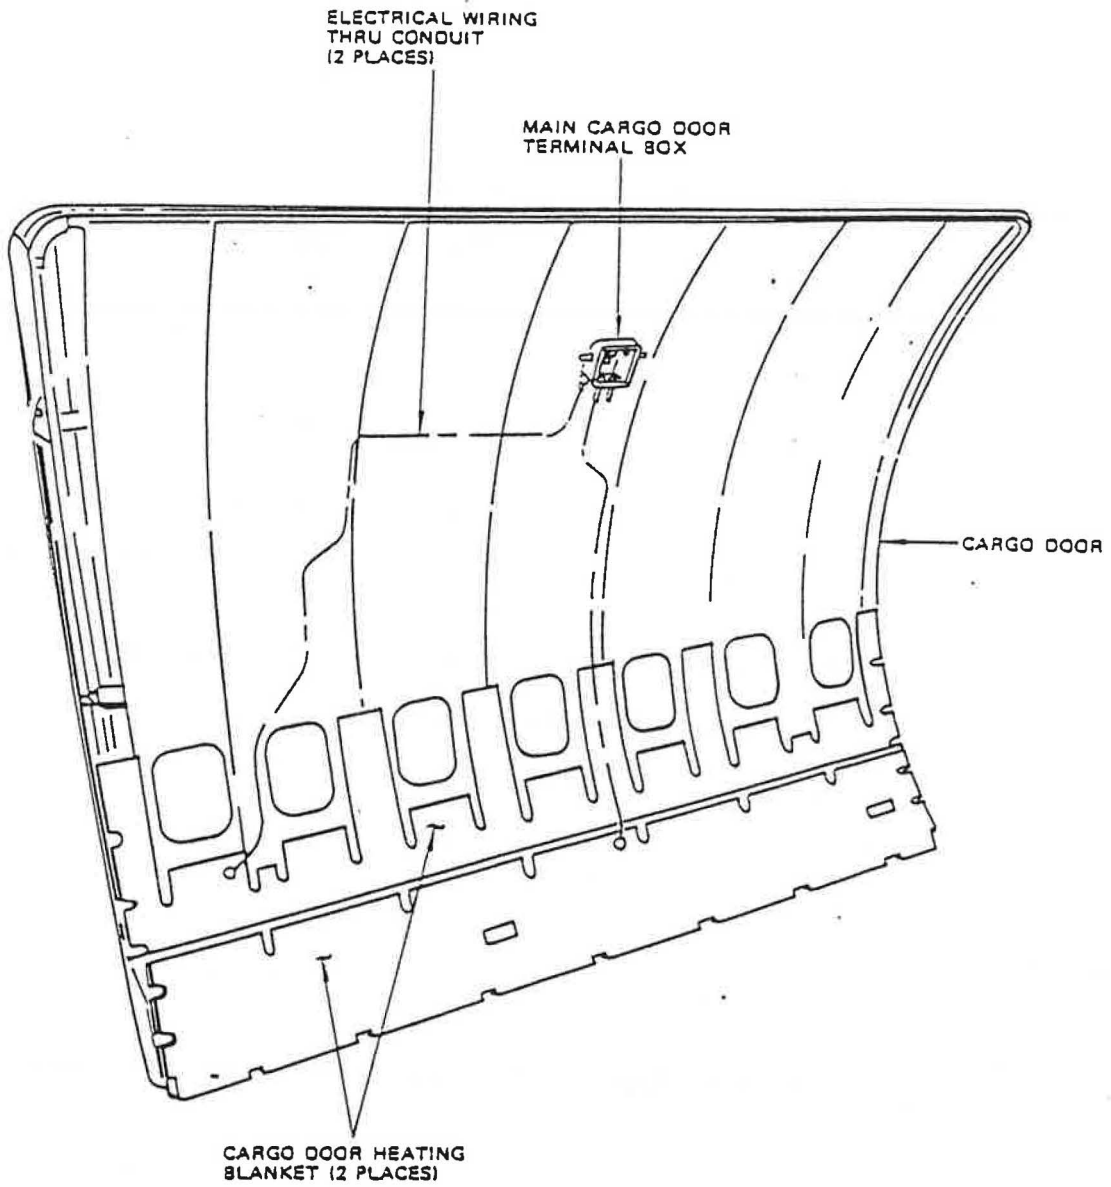 ELECTRICAL WIRING
THRU CONDUIT
(2 PLACES)
MAIN CARGO DOOR
TERMINAL BOX
CARGO DOOR
CARGO DOOR HEATING
BLANKET (2 PLACES)